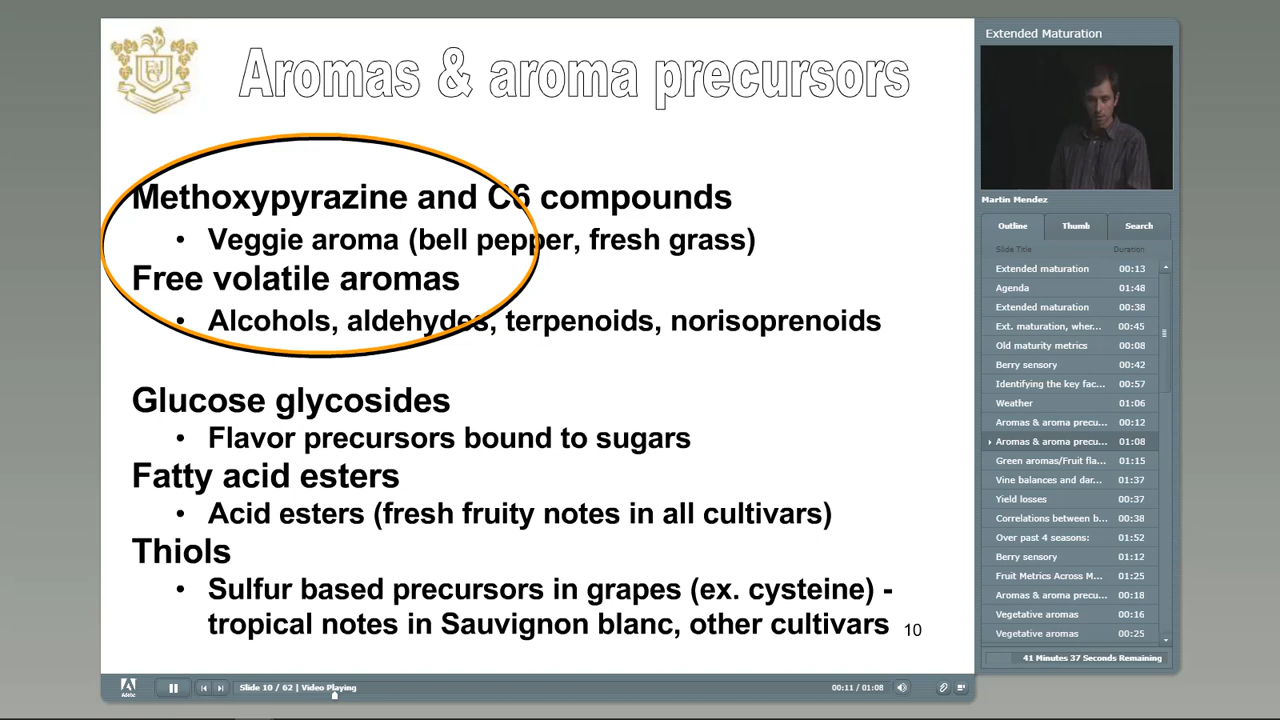 Aromas & aroma precursors
Methoxypyrazine and C6 compounds
• Veggie aroma (bell pepper, fresh grass)
Free volatile aromas
• Alcohols, aldehydes, terpenoids, norisoprenoids
Glucose glycosides
• Flavor precursors bound to sugars
Fatty acid esters
• Acid esters (fresh fruity notes in all cultivars)
Thiols
• Sulfur based precursors in grapes (ex. cysteine) -
tropical notes in Sauvignon blanc, other cultivars
10
Extended Maturation
Martin Mendez
Outline Thumb Search
Slide Title Duration
Extended maturation 00:13
Agenda 01:48
Extended maturation 00:38
Ext. maturation, wher... 00:45
Old maturity metrics 00:08
Berry sensory 00:42
Identifying the key fac... 00:57
Weather 01:06
Aromas & aroma precu... 00:12
Aromas & aroma precu... 01:08
Green aromas/Fruit fla... 01:15
Vine balances and dar... 01:37
Yield losses 00:37
Correlations between b... 00:38
Over past 4 seasons: 01:52
Berry sensory 01:12
Fruit Metrics Across M... 01:25
Aromas & aroma precu... 00:18
Vegetative aromas 00:16
Vegetative aromas 00:25
41 Minutes 37 Seconds Remaining
Adobe
Slide 10 / 62 | Video Playing
00:11 / 01:08